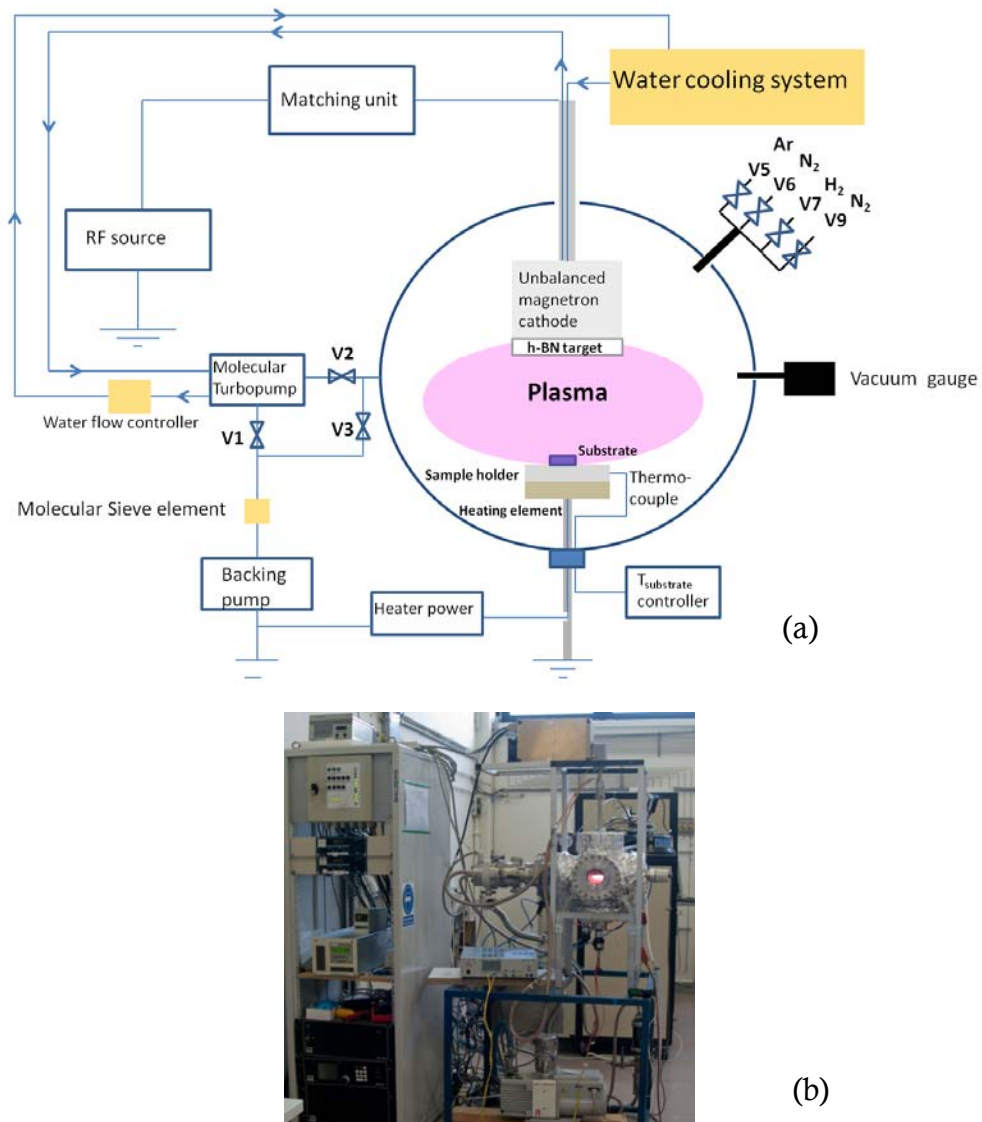 Water cooling system
Matching unit
Ar
N₂
V5
V6
H₂
V7
N₂
V9
RF source
Unbalanced
magnetron
cathode
h-BN target
V2
Molecular
Turbopump
Plasma
Vacuum gauge
Water flow controller
V1
V3
Substrate
Sample holder
Thermo-
couple
Heating element
Molecular Sieve element
Backing
pump
Heater power
Tsubstrate
controller
(a)
(b)